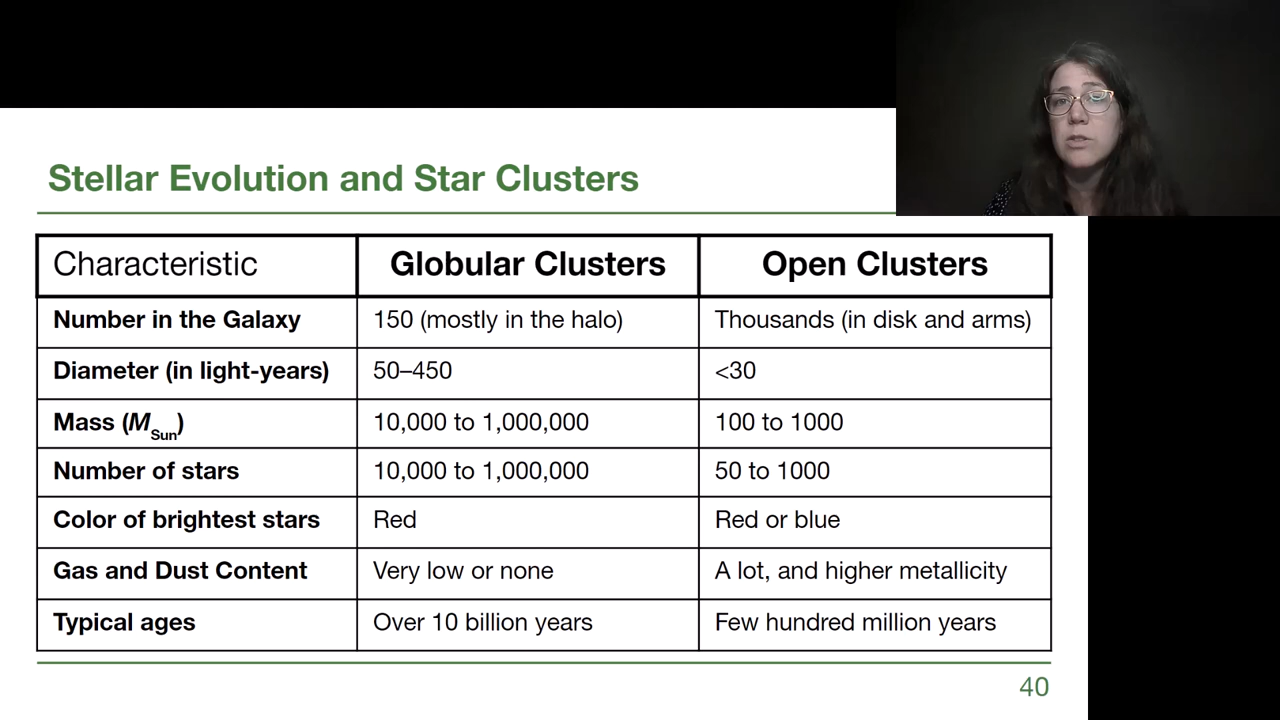 Stellar Evolution and Star Clusters
Characteristic Globular Clusters Open Clusters
Number in the Galaxy 150 (mostly in the halo) Thousands (in disk and arms)
Diameter (in light-years) 50–450 <30
Mass (M Sun) 10,000 to 1,000,000 100 to 1000
Number of stars 10,000 to 1,000,000 50 to 1000
Color of brightest stars Red Red or blue
Gas and Dust Content Very low or none A lot, and higher metallicity
Typical ages Over 10 billion years Few hundred million years
40